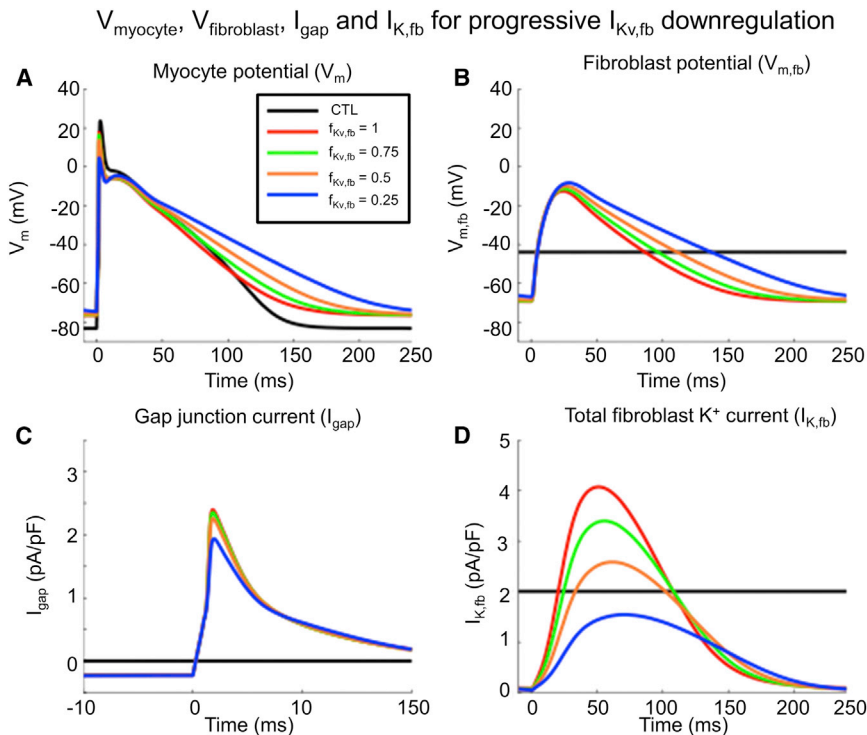 Vmyocyte, Vfibroblast, Igap and IK,fb for progressive IKv,fb downregulation
A Myocyte potential (Vm)
40
20
0
-20
-40
-60
-80
Vm (mV)
CTL
fKv,fb = 1
fKv,fb = 0.75
fKv,fb = 0.5
fKv,fb = 0.25
0 50 100 150 200 250
Time (ms)
B Fibroblast potential (Vm,fb)
40
20
0
-20
-40
-60
-80
Vm,fb (mV)
0 50 100 150 200 250
Time (ms)
C Gap junction current (Igap)
3
2
1
0
Igap (pA/pF)
-10 0 10 150
Time (ms)
D Total fibroblast K⁺ current (IK,fb)
5
4
3
2
1
0
IK,fb (pA/pF)
0 50 100 150 200 250
Time (ms)